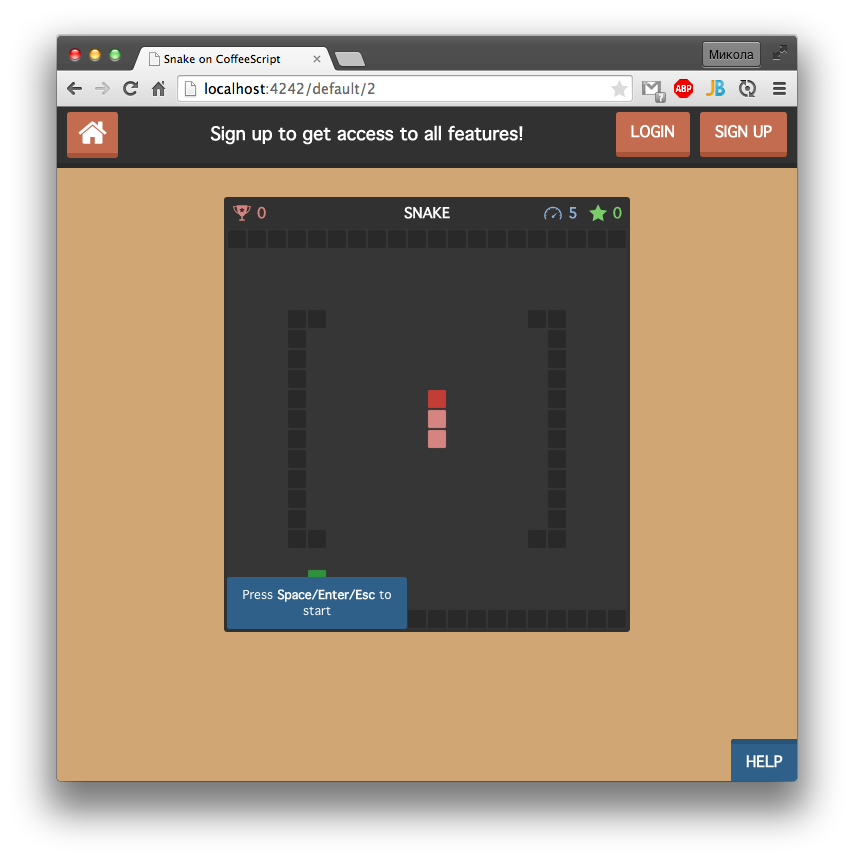 Snake on CoffeeScript
Микола
localhost:4242/default/2
?
ABP
JB
Sign up to get access to all features!
LOGIN
SIGN UP
0
SNAKE
5
0
Press Space/Enter/Esc to
start
HELP